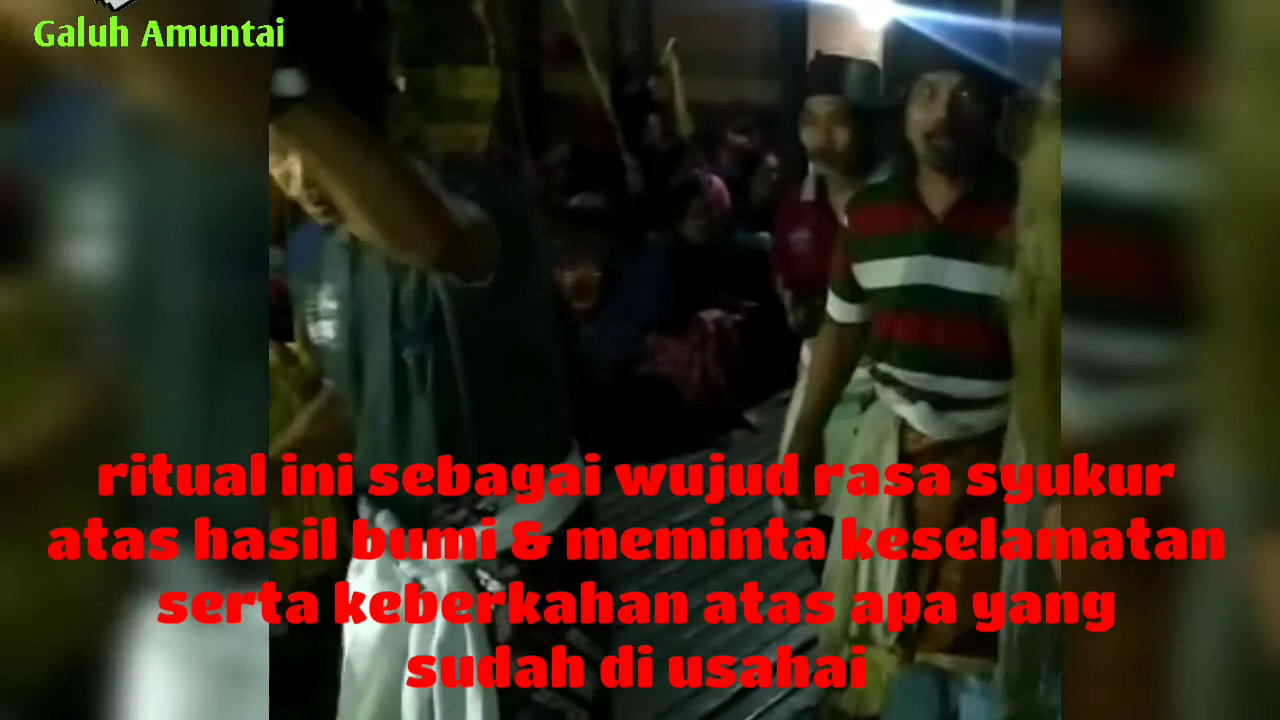 Galuh Amuntai
ritual ini sebagai wujud rasa syukur
atas hasil bumi & meminta keselamatan
serta keberkahan atas apa yang
sudah di usahai